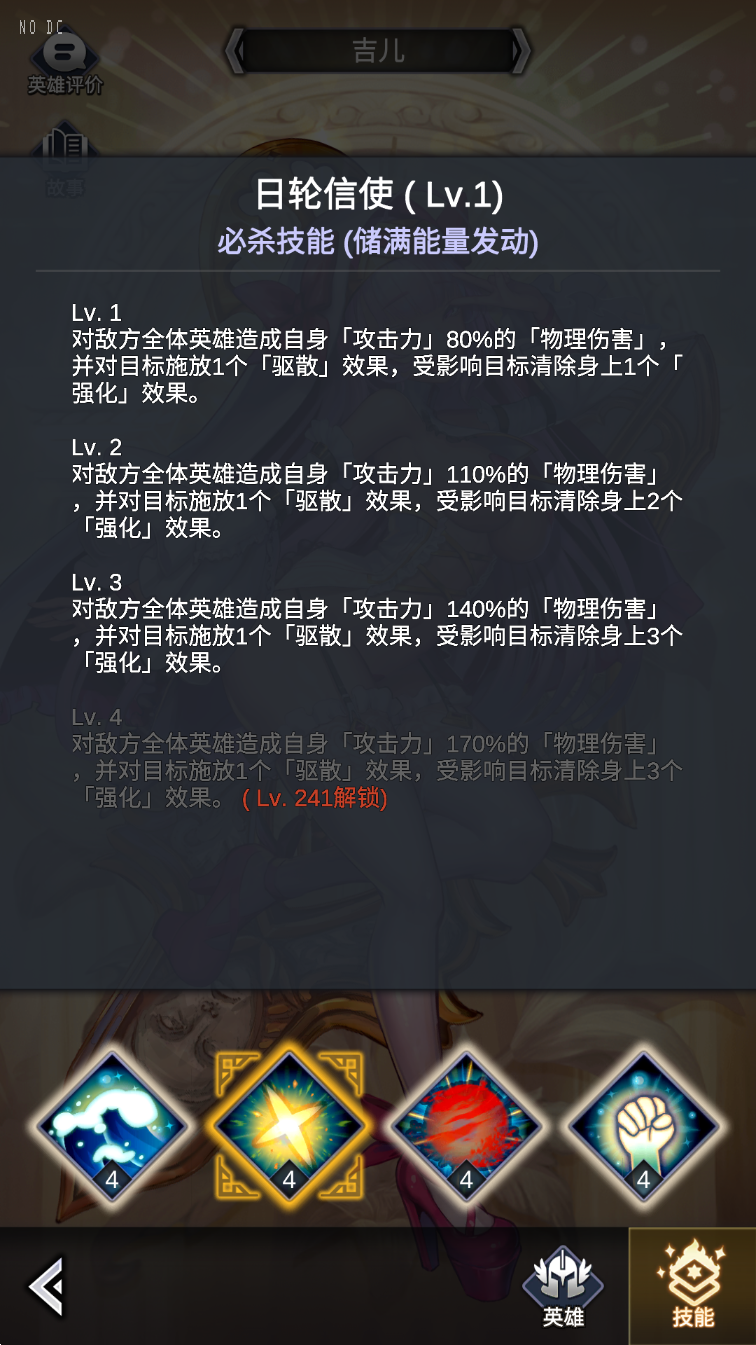 NO DC
吉儿
英雄评价
故事
日轮信使 ( Lv.1)
必杀技能 (储满能量发动)
Lv. 1
对敌方全体英雄造成自身「攻击力」80%的「物理伤害」，
并对目标施放1个「驱散」效果，受影响目标清除身上1个「
强化」效果。
Lv. 2
对敌方全体英雄造成自身「攻击力」110%的「物理伤害」
，并对目标施放1个「驱散」效果，受影响目标清除身上2个
「强化」效果。
Lv. 3
对敌方全体英雄造成自身「攻击力」140%的「物理伤害」
，并对目标施放1个「驱散」效果，受影响目标清除身上3个
「强化」效果。
Lv. 4
对敌方全体英雄造成自身「攻击力」170%的「物理伤害」
，并对目标施放1个「驱散」效果，受影响目标清除身上3个
「强化」效果。 ( Lv. 241解锁)
4 4 4 4
英雄 技能